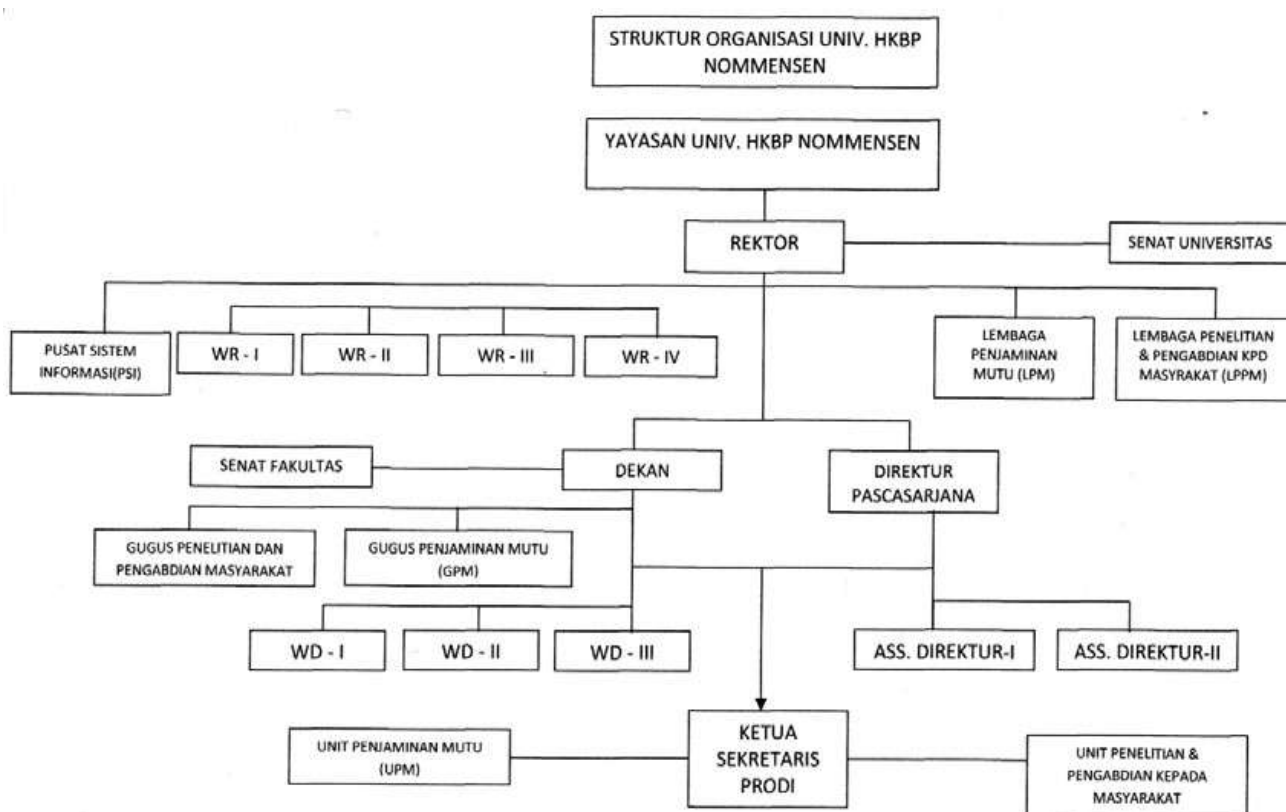 STRUKTUR ORGANISASI UNIV. HKBP
NOMMENSEN
YAYASAN UNIV. HKBP NOMMENSEN
REKTOR
SENAT UNIVERSITAS
PUSAT SISTEM
INFORMASI(PSI)
WR - I
WR - II
WR - III
WR - IV
LEMBAGA
PENJAMINAN
MUTU (LPM)
LEMBAGA PENELITIAN
& PENGABDIAN KPD
MASYRAKAT (LPPM)
SENAT FAKULTAS
DEKAN
DIREKTUR
PASCASARJANA
GUGUS PENELITIAN DAN
PENGABDIAN MASYARAKAT
GUGUS PENJAMINAN MUTU
(GPM)
WD - I
WD - II
WD - III
ASS. DIREKTUR-I
ASS. DIREKTUR-II
UNIT PENJAMINAN MUTU
(UPM)
KETUA
SEKRETARIS
PRODI
UNIT PENELITIAN &
PENGABDIAN KEPADA
MASYARAKAT